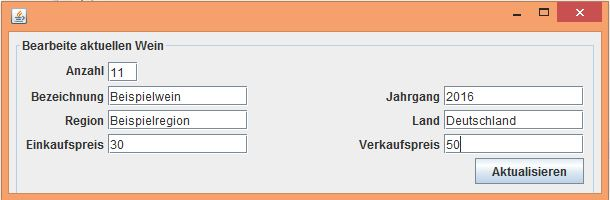 Bearbeite aktuellen Wein
Anzahl 11
Bezeichnung Beispielwein Jahrgang 2016
Region Beispielregion Land Deutschland
Einkaufspreis 30 Verkaufspreis 50
Aktualisieren